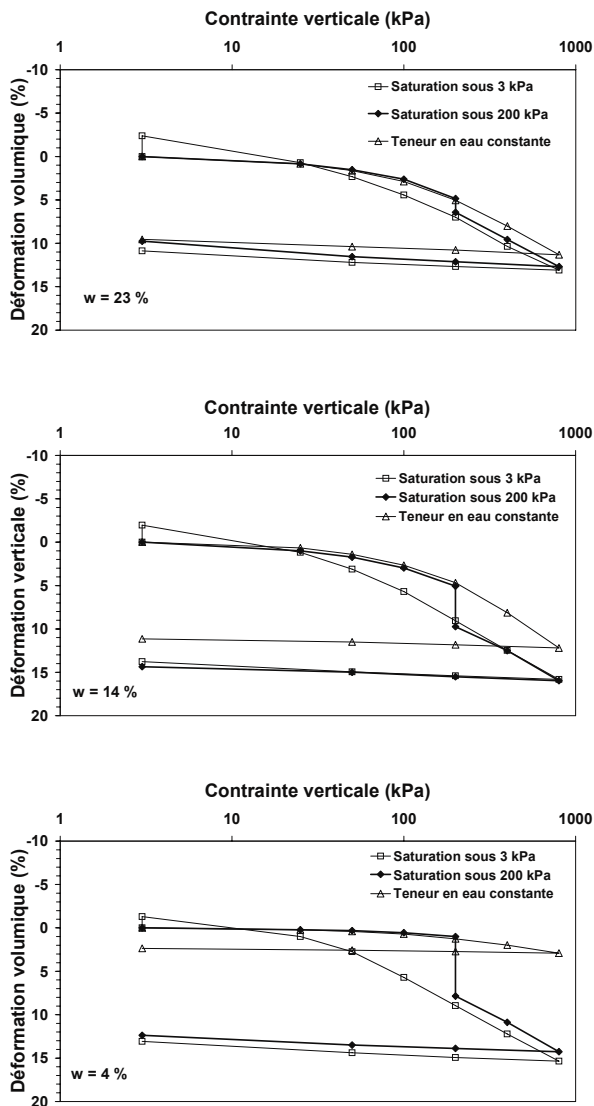 Contrainte verticale (kPa)
1 10 100 1000
-10
-5
0
5
10
15
20
Déformation volumique (%)
Saturation sous 3 kPa
Saturation sous 200 kPa
Teneur en eau constante
w = 23 %
Contrainte verticale (kPa)
1 10 100 1000
-10
-5
0
5
10
15
20
Déformation verticale (%)
Saturation sous 3 kPa
Saturation sous 200 kPa
Teneur en eau constante
w = 14 %
Contrainte verticale (kPa)
1 10 100 1000
-10
-5
0
5
10
15
20
Déformation volumique (%)
Saturation sous 3 kPa
Saturation sous 200 kPa
Teneur en eau constante
w = 4 %